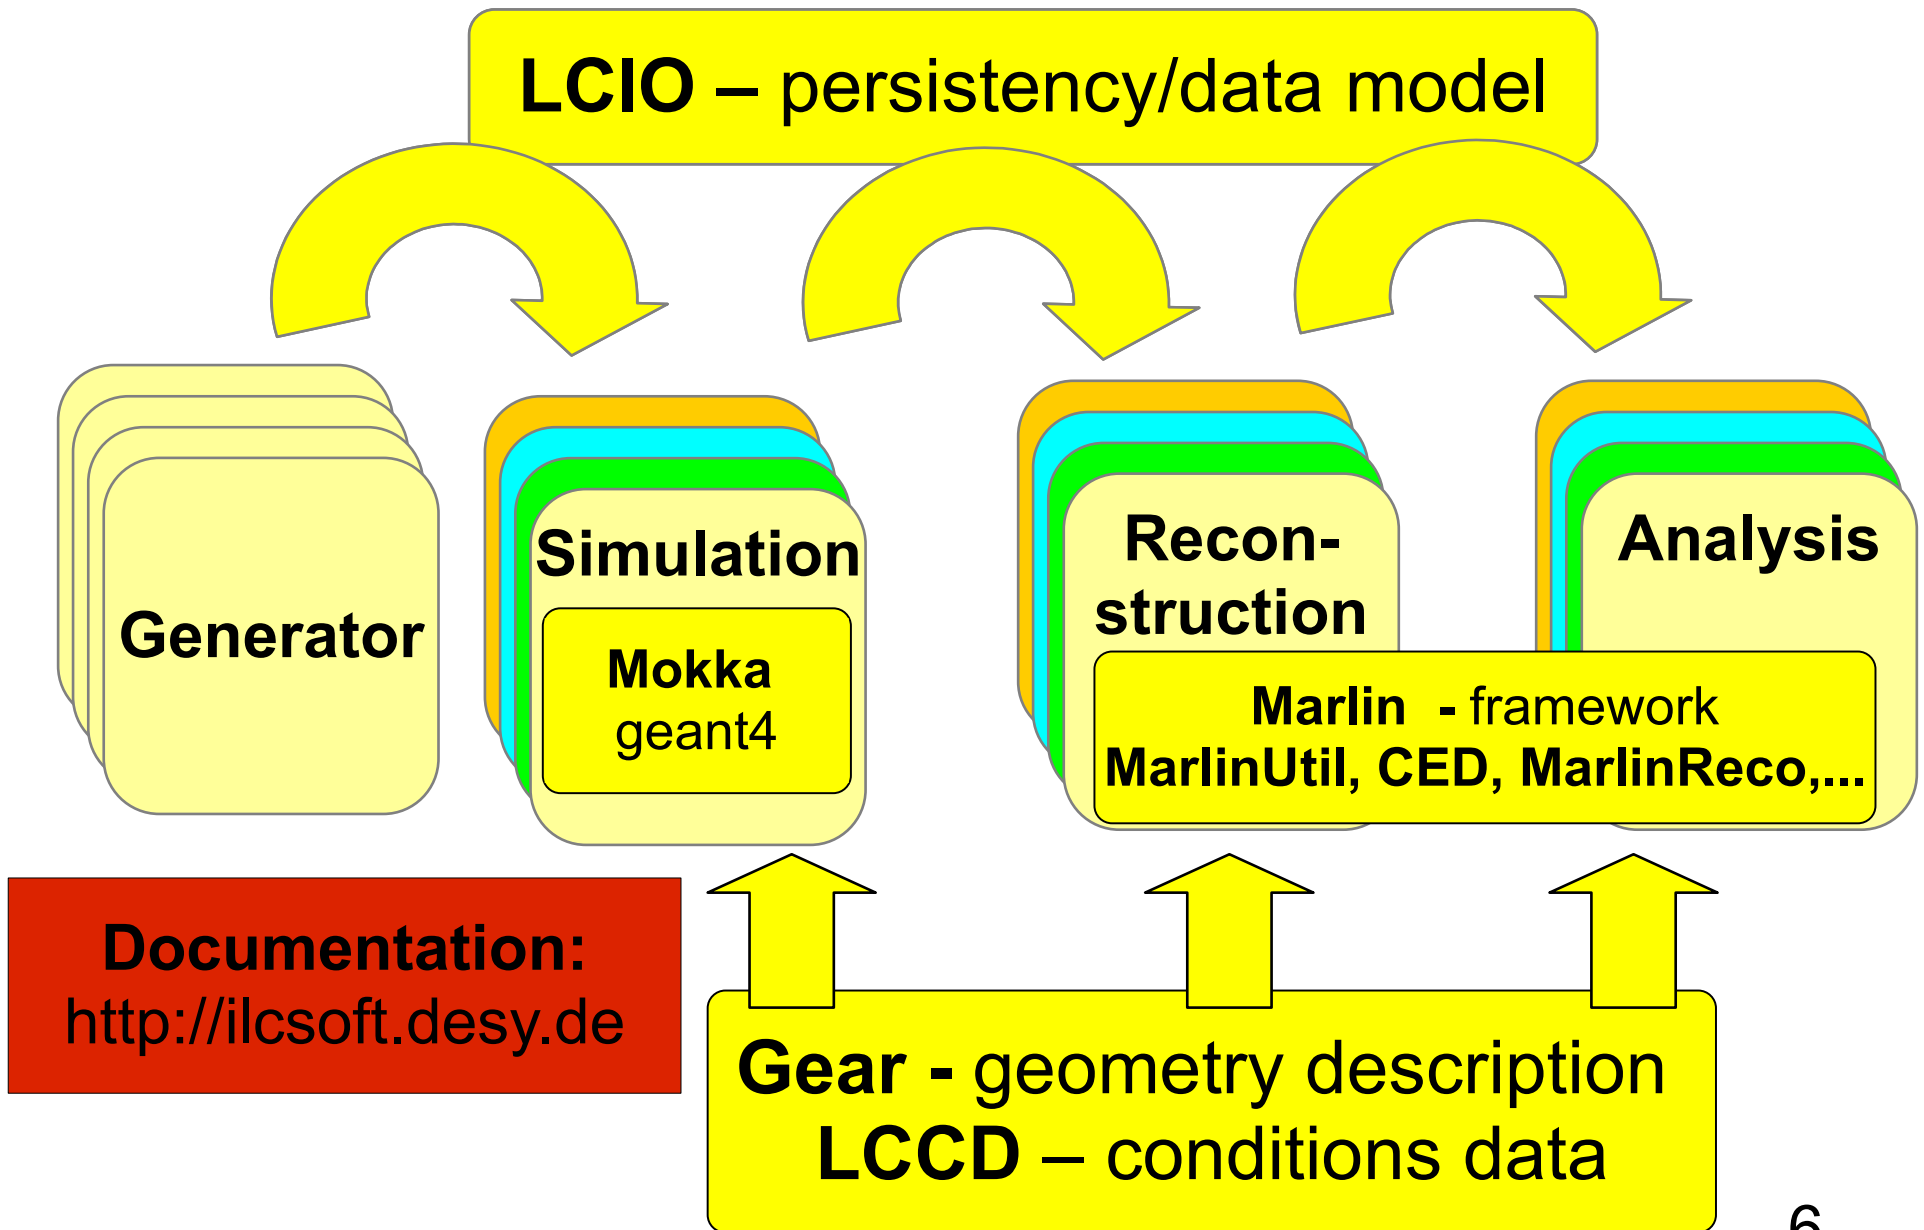 LCIO – persistency/data model
Generator
Simulation
Mokka
geant4
Recon-
struction
Analysis
Marlin - framework
MarlinUtil, CED, MarlinReco,...
Documentation:
http://ilcsoft.desy.de
Gear - geometry description
LCCD – conditions data
6